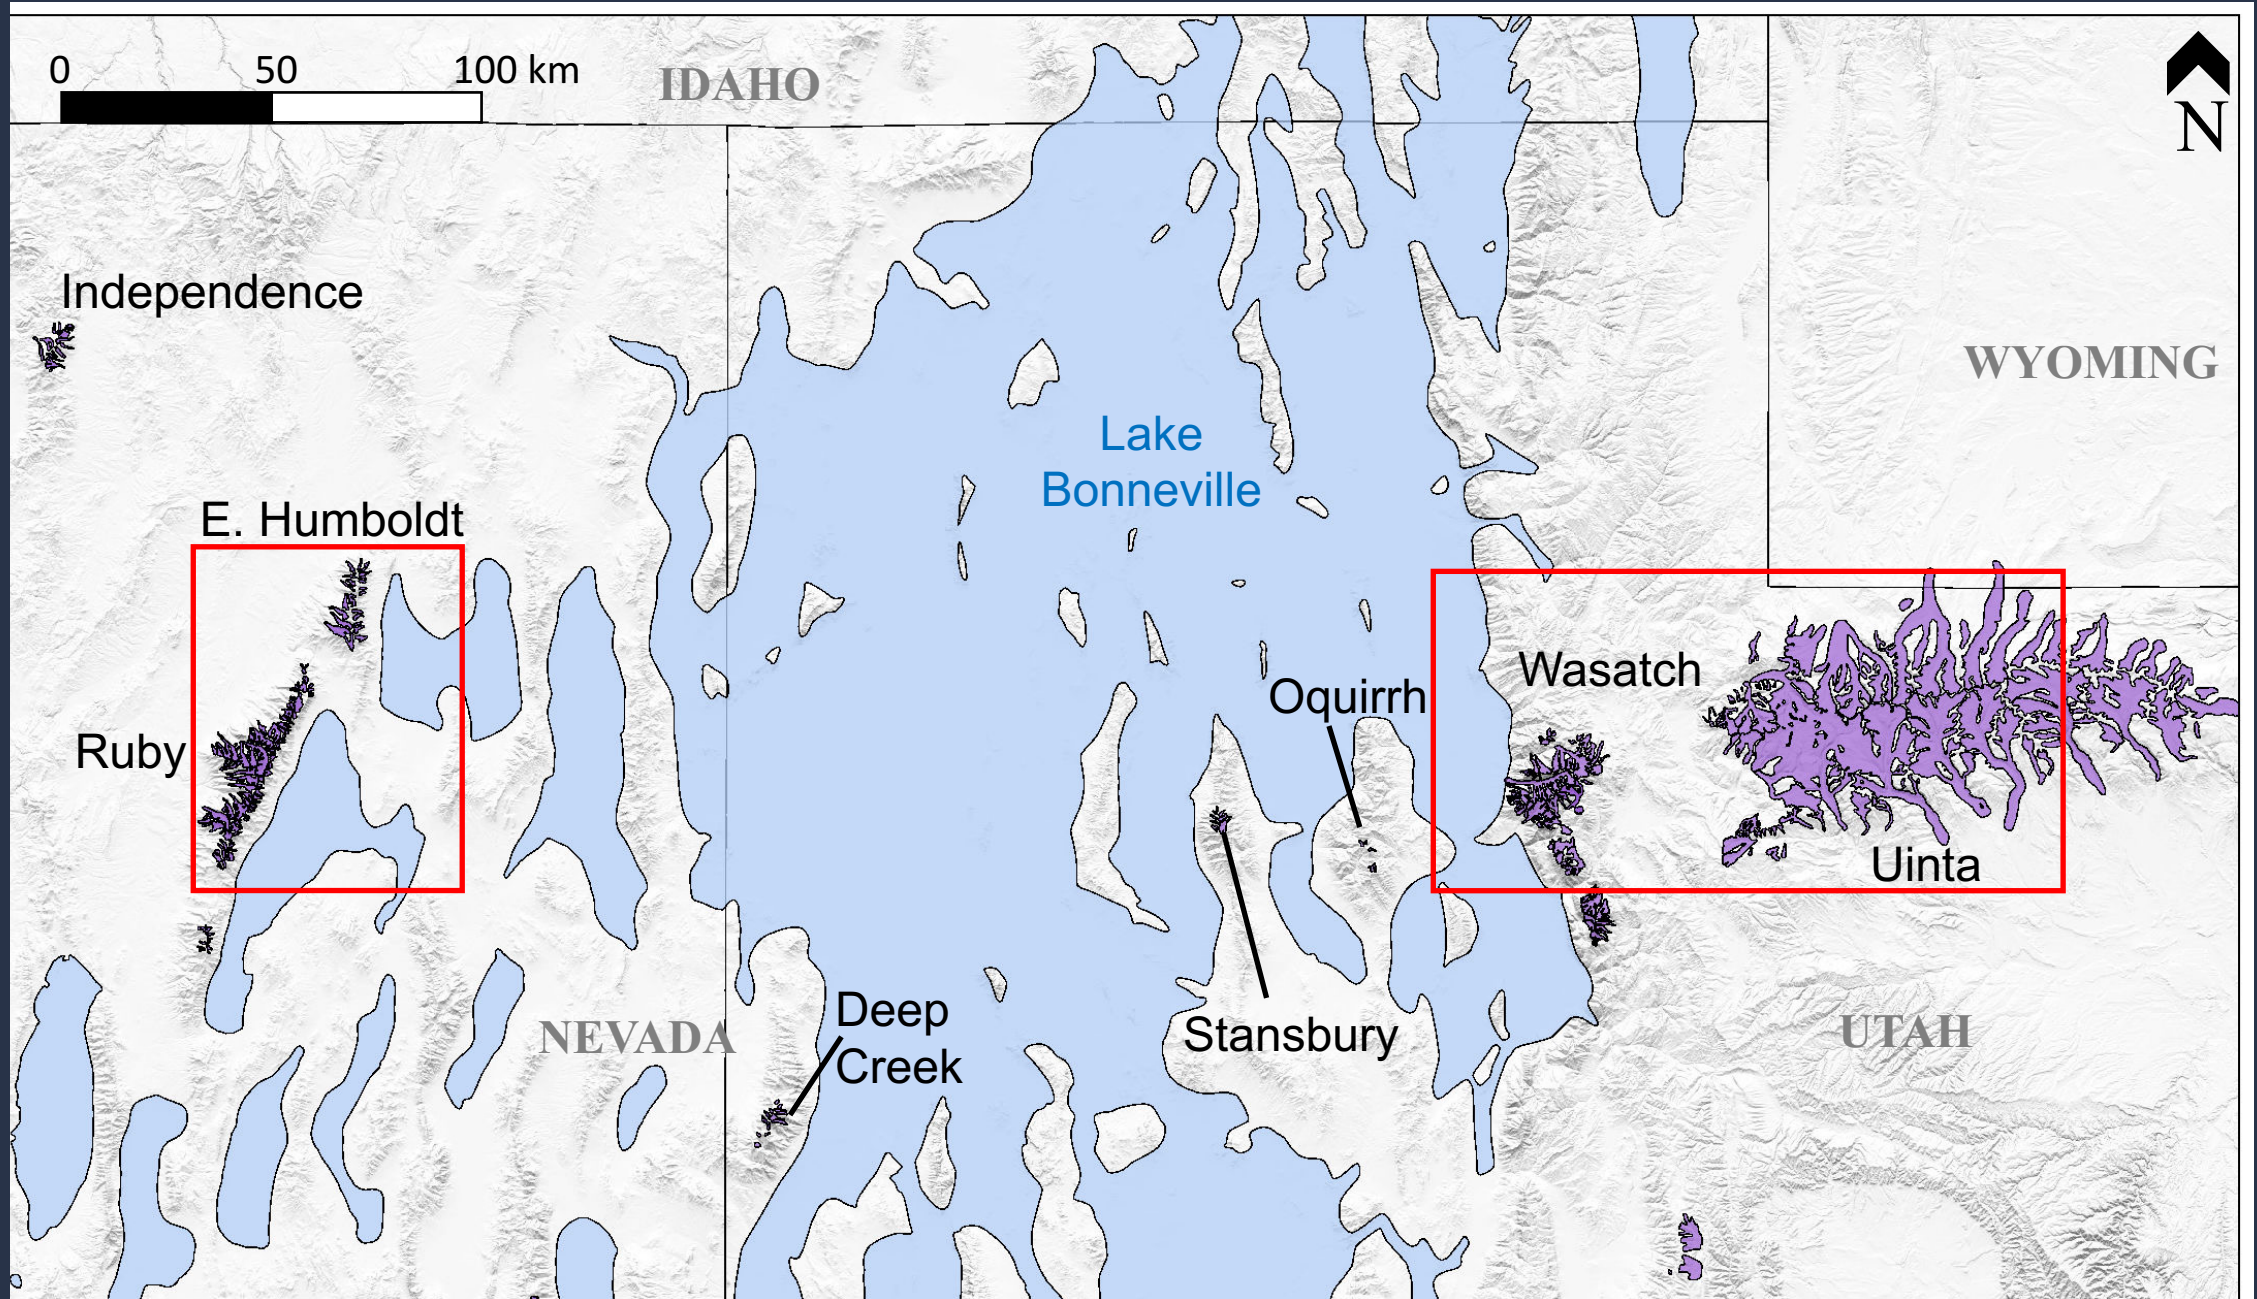 0 50 100 km
IDAHO
N
Independence
WYOMING
Lake
Bonneville
E. Humboldt
Wasatch
Oquirrh
Ruby
Uinta
Deep
Creek
NEVADA
Stansbury
UTAH